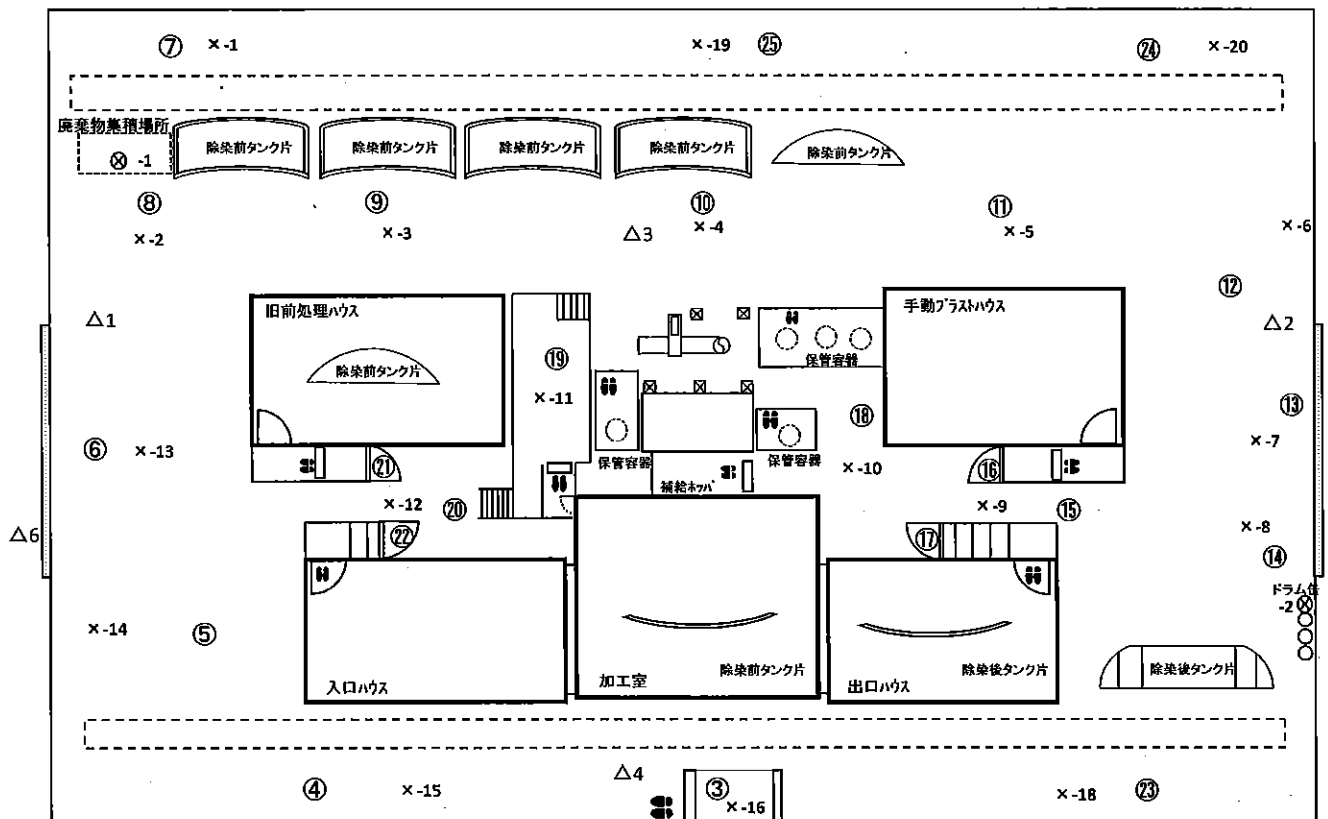 ⑦ ×-1 ×-19 ㉕ ㉔ ×-20
廃棄物集積場所
⊗ -1
除染前タンク片
除染前タンク片
除染前タンク片
除染前タンク片
除染前タンク片
⑧ ⑨ ⑩ ⑪
×-2 ×-3 △3 ×-4 ×-5 ×-6
⑫
△1 △2
旧前処理ハウス
除染前タンク片
⑲
×-11
保管容器
手動ブラストハウス
⑬
⑱
⑥ ×-13 ×-7
㉑
保管容器
保管容器
×-10
⑯
補給ホッパ
×-12 ⑳ ×-9 ⑮
△6 ㉒ ⑰ ×-8
⑭
ドラム缶
-2
×-14 ⑤
入口ハウス
加工室
除染前タンク片
出口ハウス
除染後タンク片
除染後タンク片
④ ×-15 △4 ③ ×-16 ×-18 ㉓